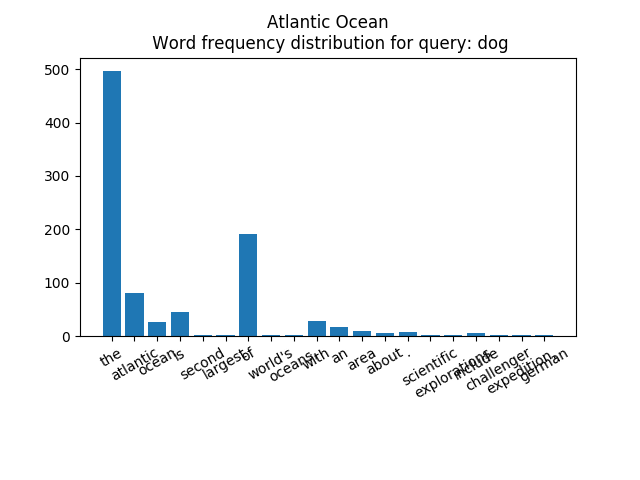 Atlantic Ocean
Word frequency distribution for query: dog
500
400
300
200
100
0
the
atlantic
ocean
is
second
largest
of
world's
oceans
with
an
area
about
.
scientific
explorations
include
challenger
expedition,
german